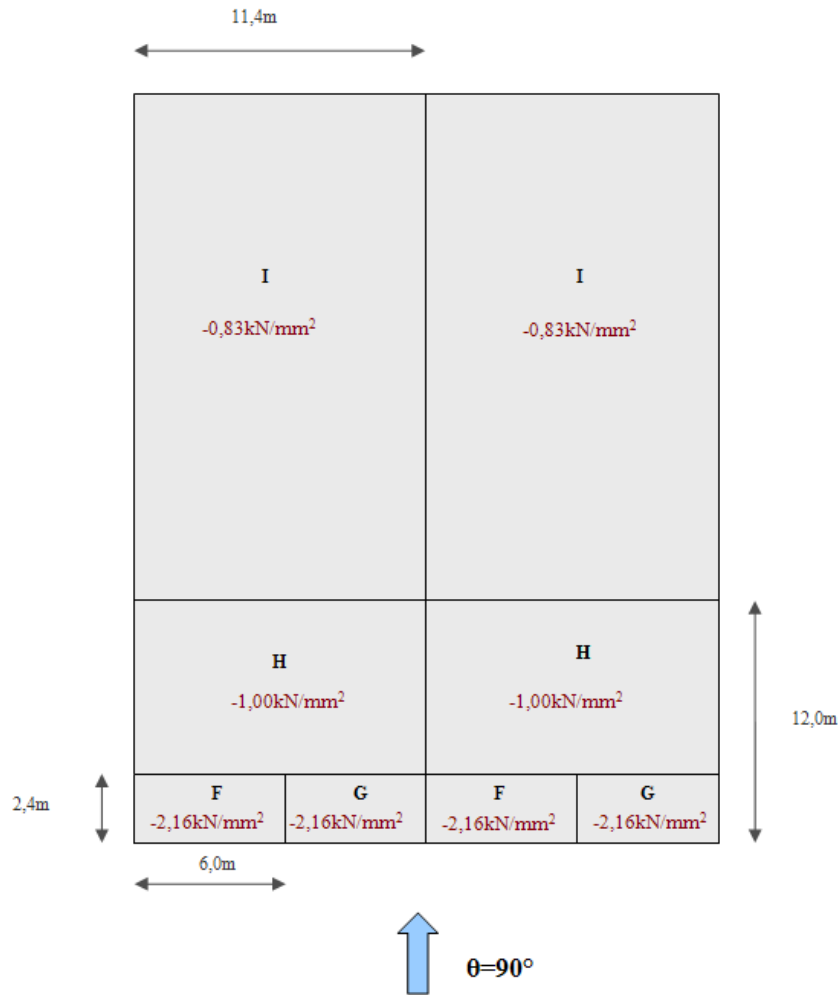 11,4m
I
I
-0,83kN/mm²
-0,83kN/mm²
H
H
-1,00kN/mm²
-1,00kN/mm²
12,0m
2,4m
F
G
F
G
-2,16kN/mm²
-2,16kN/mm²
-2,16kN/mm²
-2,16kN/mm²
6,0m
θ=90°